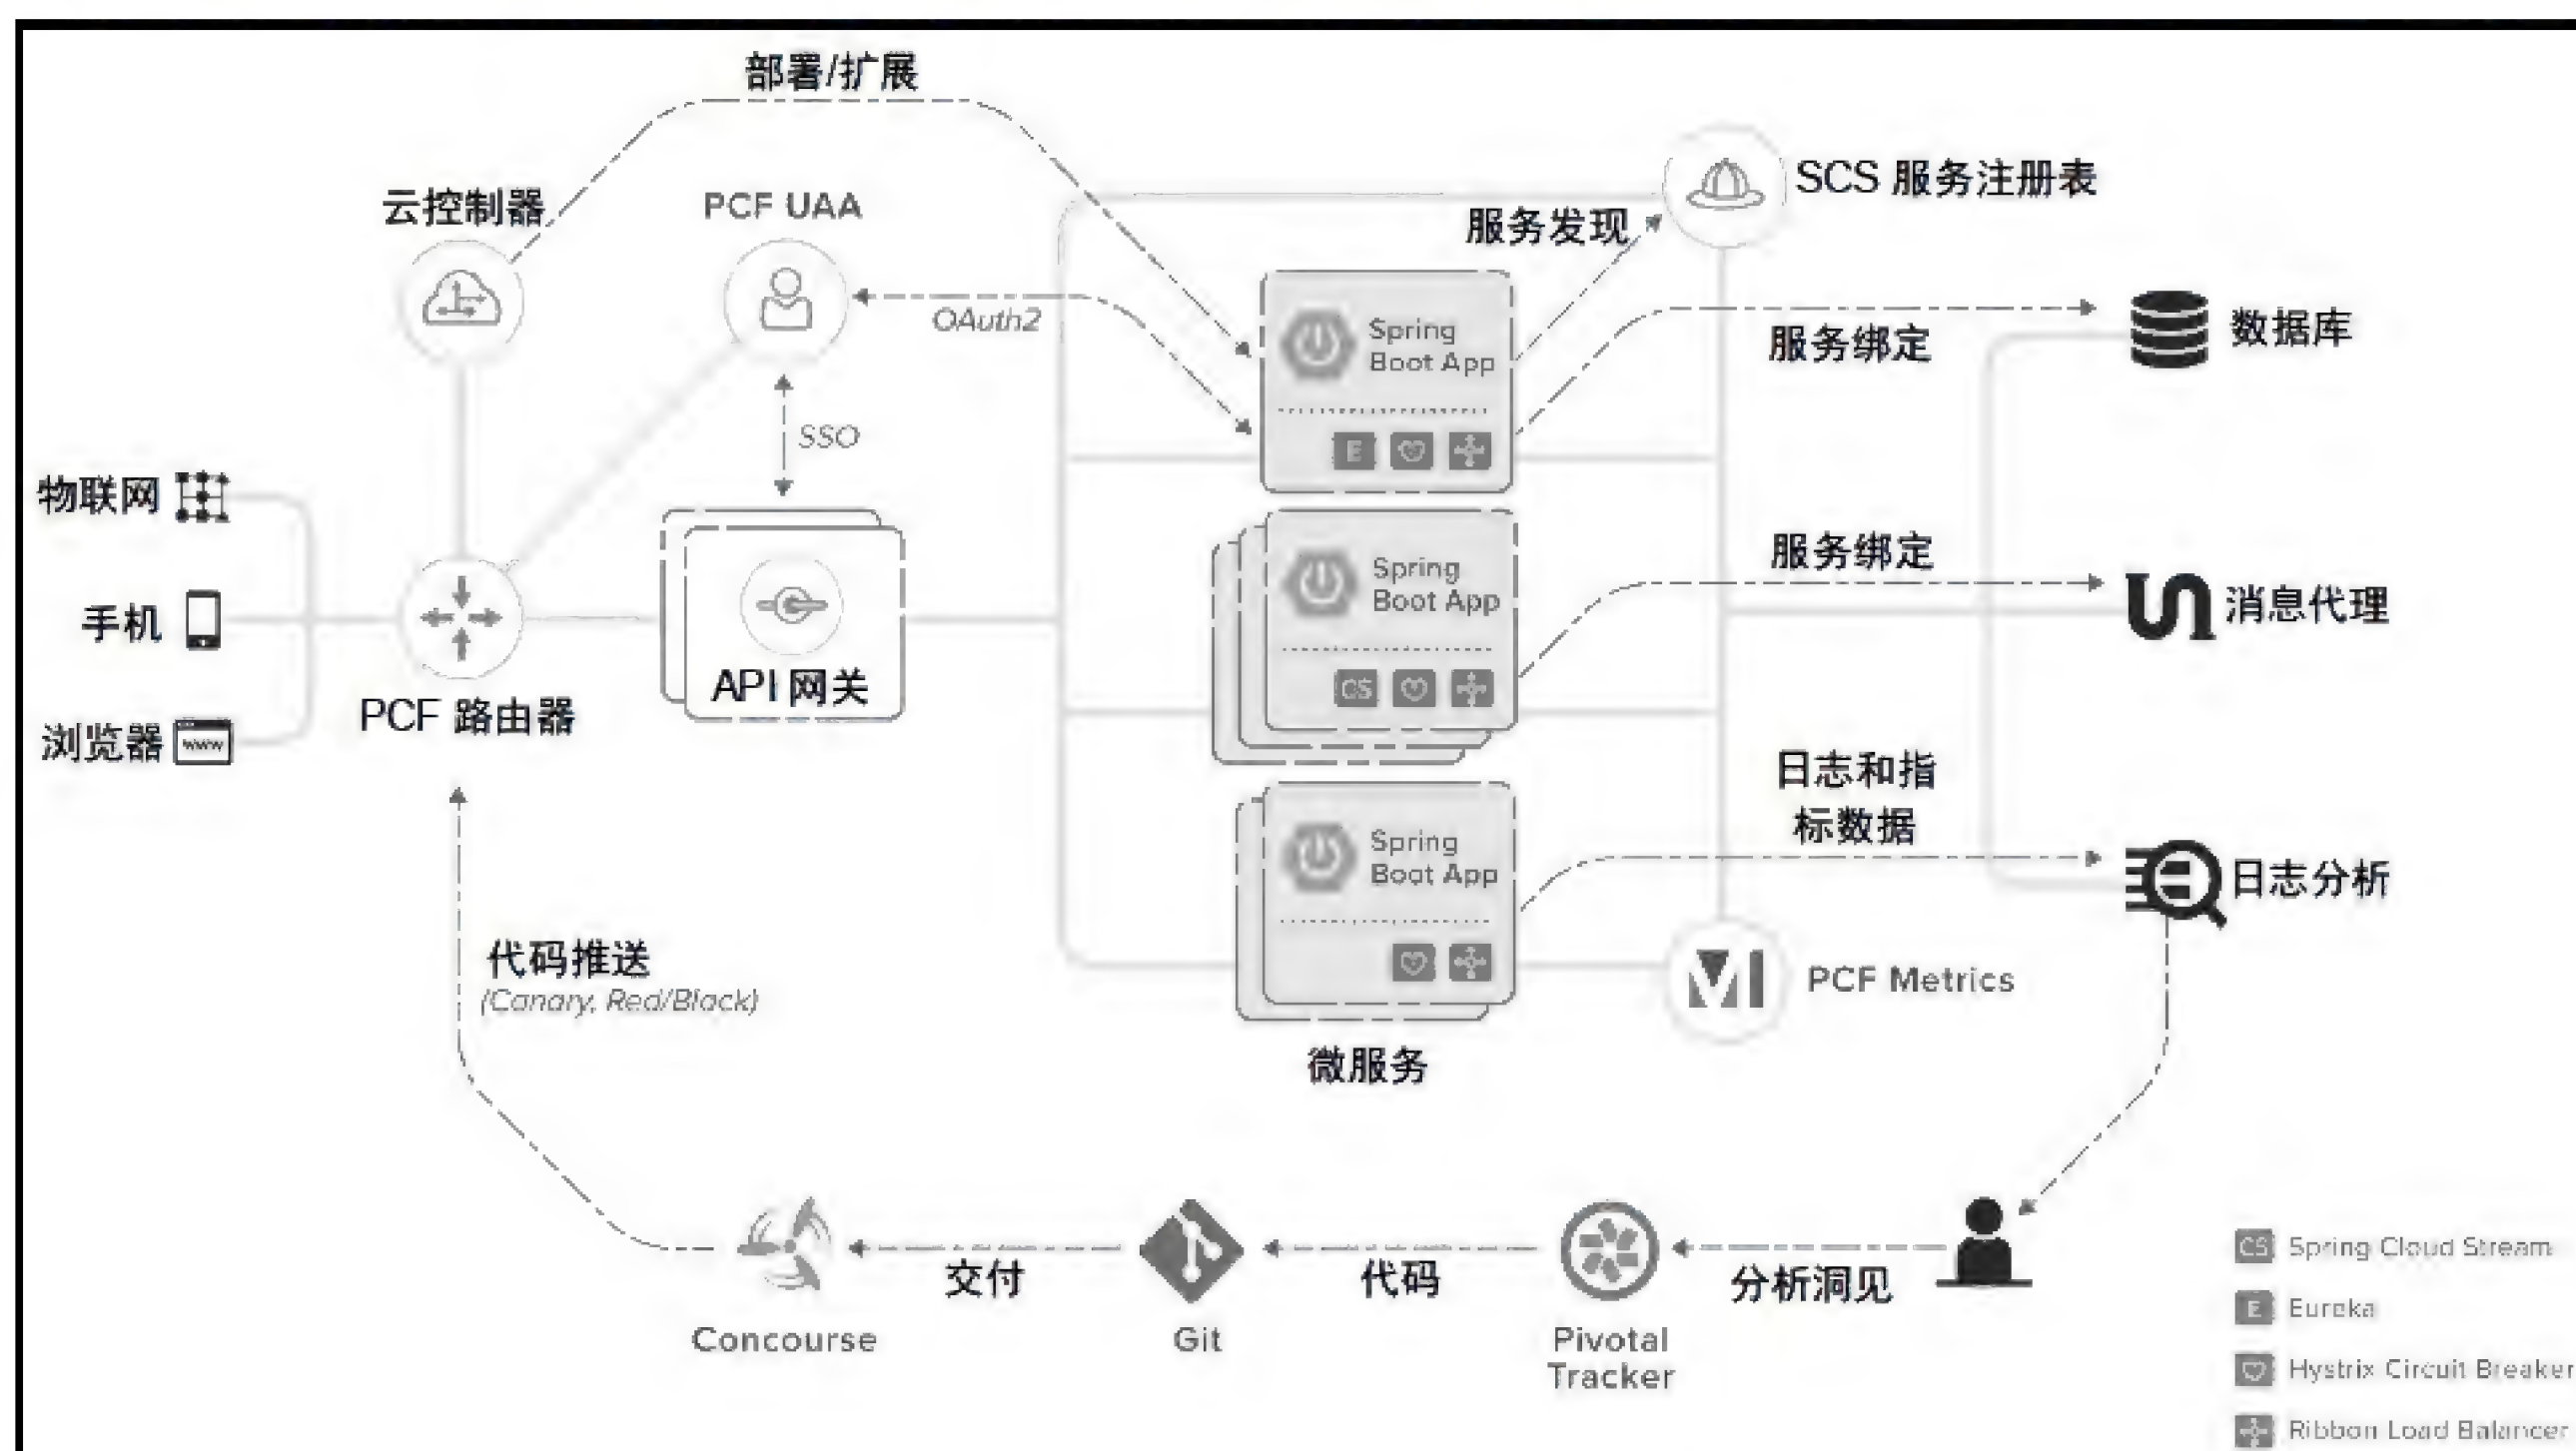 部署/扩展
云控制器
PCF UAA
SCS 服务注册表
服务发现
OAuth2
Spring
Boot App
E
服务绑定
数据库
SSO
物联网
手机
浏览器
www
PCF 路由器
API 网关
Spring
Boot App
CS
服务绑定
消息代理
日志和指
标数据
Spring
Boot App
日志分析
PCF Metrics
微服务
代码推送
(Canary, Red/Black)
交付
代码
分析洞见
Concourse
Git
Pivotal
Tracker
CS Spring Cloud Stream
E Eureka
Hystrix Circuit Breaker
Ribbon Load Balancer